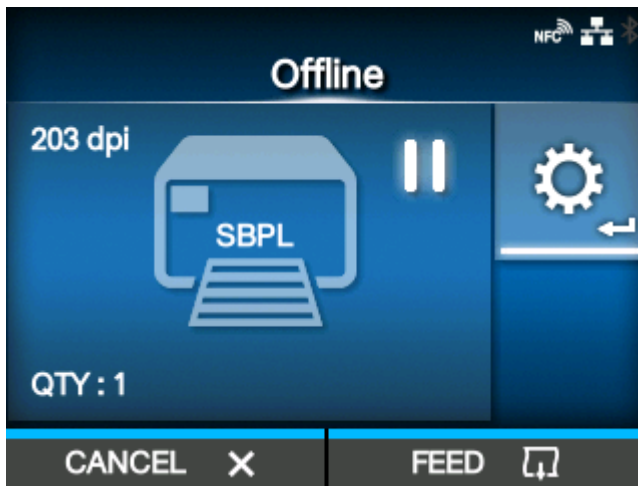 NFC
Offline
203 dpi
SBPL
QTY : 1
CANCEL
FEED